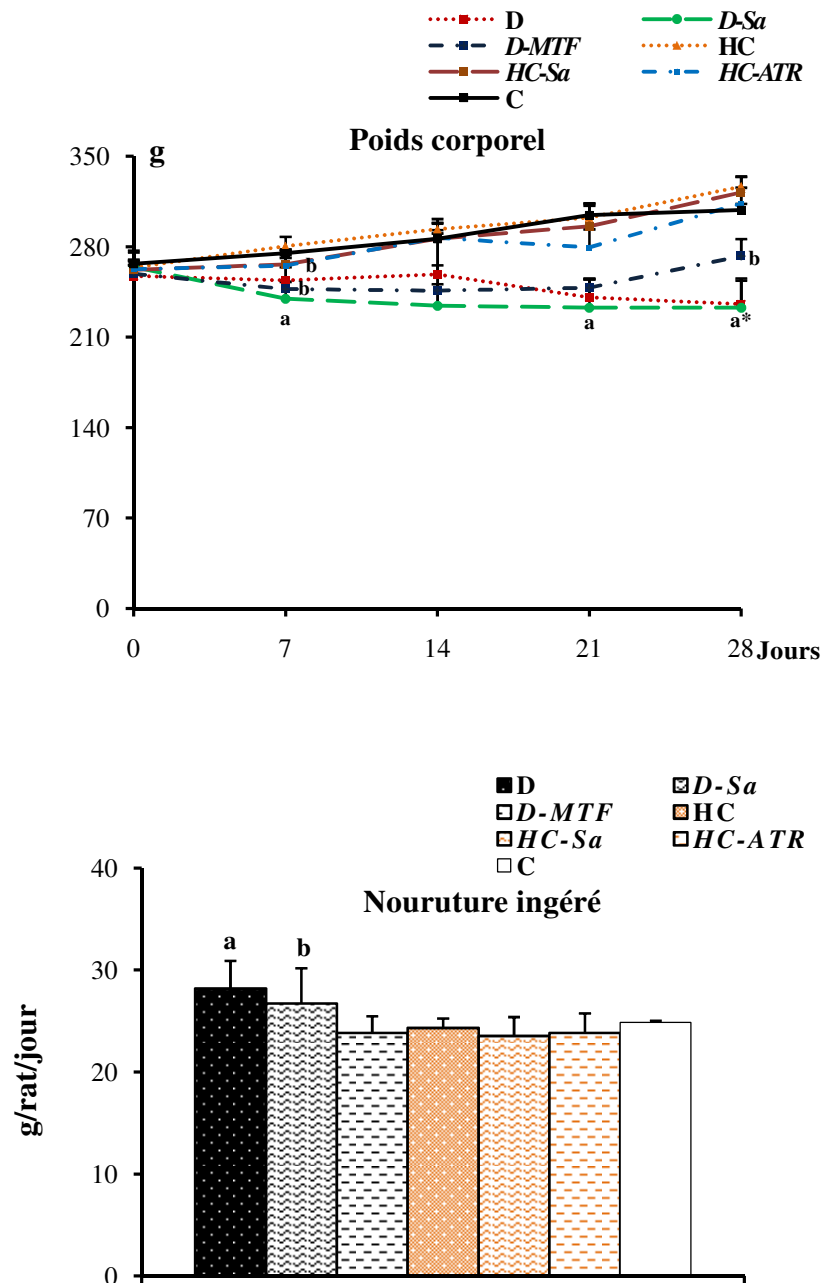 D D-Sa
D-MTF HC
HC-Sa HC-ATR
C
Poids corporel
g
350
280
210
140
70
0
b
b
a
a
b
a*
0 7 14 21 28 Jours
D D-Sa
D-MTF HC
HC-Sa HC-ATR
C
Nouruture ingéré
g/rat/jour
40
30
20
10
0
a b